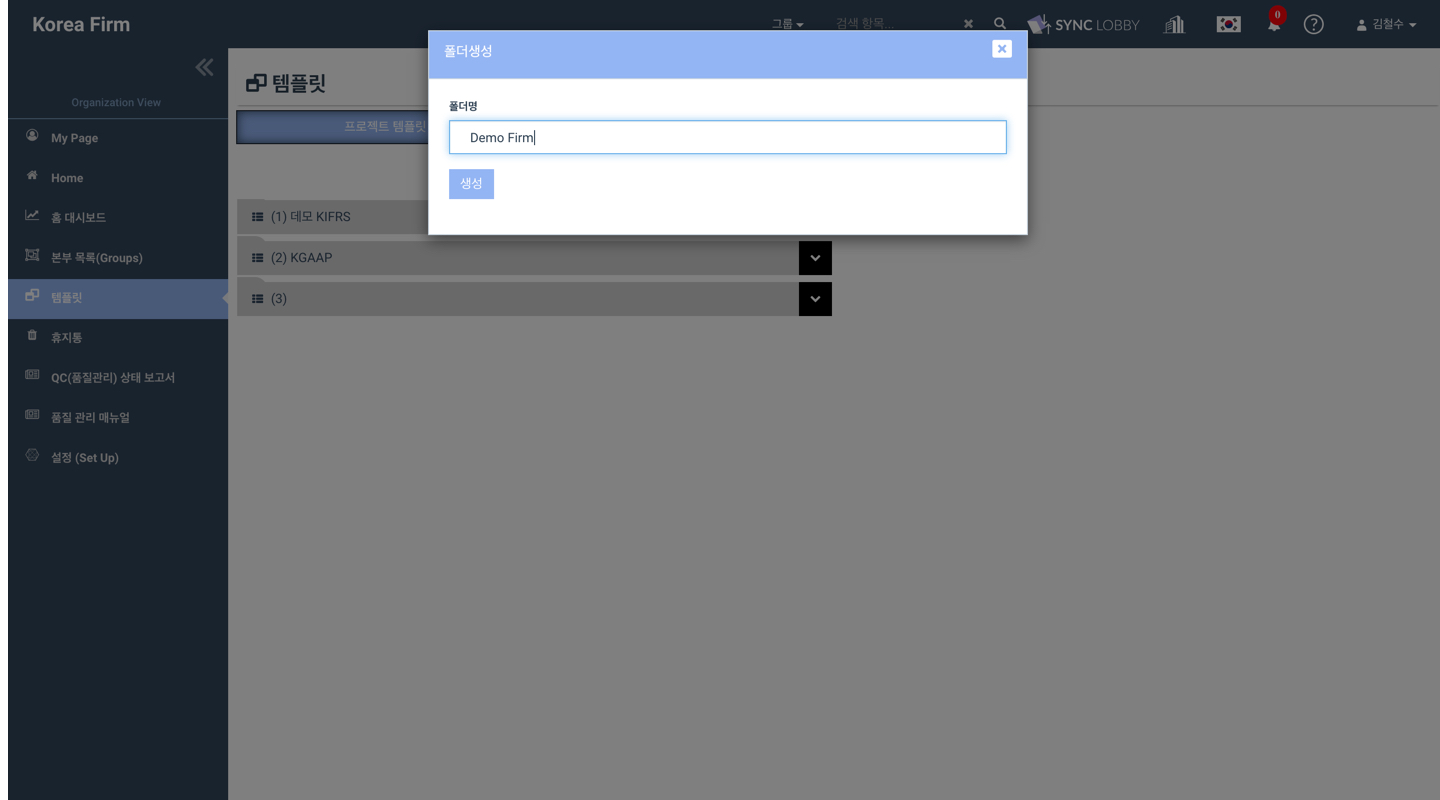 Korea Firm
그룹
검색 항목...
SYNC LOBBY
0
김철수
Organization View
My Page
Home
홈 대시보드
본부 목록(Groups)
템플릿
휴지통
QC(품질관리) 상태 보고서
품질 관리 매뉴얼
설정 (Set Up)
템플릿
프로젝트 템플릿
(1) 데모 KIFRS
(2) KGAAP
(3)
폴더생성
폴더명
Demo Firm
생성